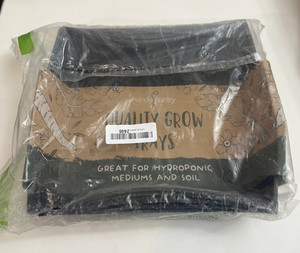 QUALITY GROW
TRAYS
GREAT FOR HYDROPONIC
MEDIUMS AND SOIL